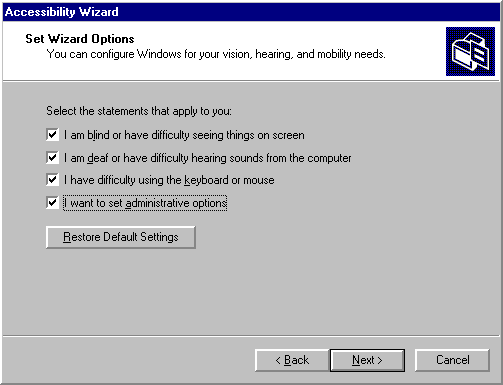 Accessibility Wizard
Set Wizard Options
You can configure Windows for your vision, hearing, and mobility needs.
Select the statements that apply to you:
I am blind or have difficulty seeing things on screen
I am deaf or have difficulty hearing sounds from the computer
I have difficulty using the keyboard or mouse
I want to set administrative options
Restore Default Settings
< Back Next > Cancel